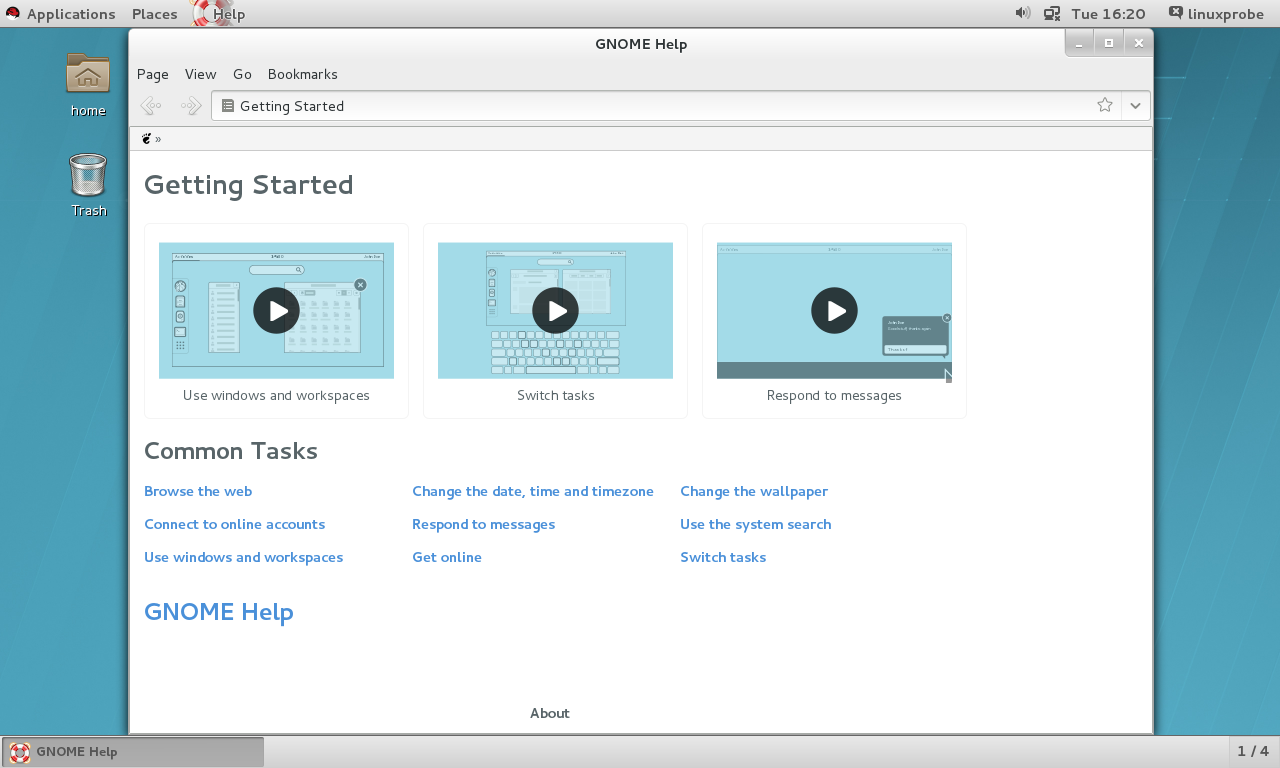 Applications Places Help Tue 16:20 linuxprobe
GNOME Help
Page View Go Bookmarks
home
Getting Started
»
Trash
Getting Started
Use windows and workspaces Switch tasks Respond to messages
Common Tasks
Browse the web Change the date, time and timezone Change the wallpaper
Connect to online accounts Respond to messages Use the system search
Use windows and workspaces Get online Switch tasks
GNOME Help
About
GNOME Help 1 / 4